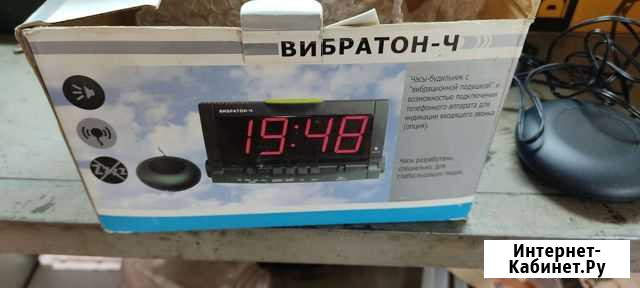 ВИБРАТОН-Ч
Часы-будильник с
"вибрационной подушкой" и
возможностью подключения
телефонного аппарата для
индикации входящего звонка
(опция).
Часы разработаны
специально, для
слабослышащих людей.
ВИБРАТОН-Ч
19:48
Zzzz
Интернет-
Кабинет.Ру